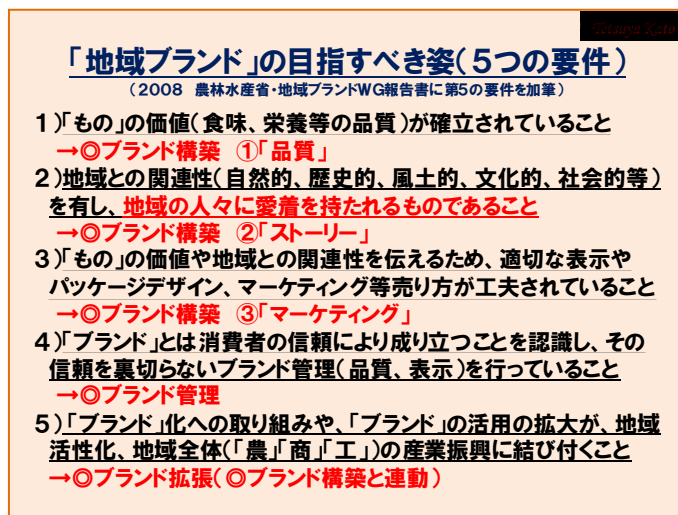 Tetsuya Kato
「地域ブランド」の目指すべき姿(5つの要件)
(2008 農林水産省・地域ブランドWG報告書に第5の要件を加筆)
1)「もの」の価値(食味、栄養等の品質)が確立されていること
→◎ブランド構築 ①「品質」
2)地域との関連性(自然的、歴史的、風土的、文化的、社会的等)
を有し、地域の人々に愛着を持たれるものであること
→◎ブランド構築 ②「ストーリー」
3)「もの」の価値や地域との関連性を伝えるため、適切な表示や
パッケージデザイン、マーケティング等売り方が工夫されていること
→◎ブランド構築 ③「マーケティング」
4)「ブランド」とは消費者の信頼により成り立つことを認識し、その
信頼を裏切らないブランド管理(品質、表示)を行っていること
→◎ブランド管理
5)「ブランド」化への取り組みや、「ブランド」の活用の拡大が、地域
活性化、地域全体(「農」「商」「工」)の産業振興に結び付くこと
→◎ブランド拡張(◎ブランド構築と連動)